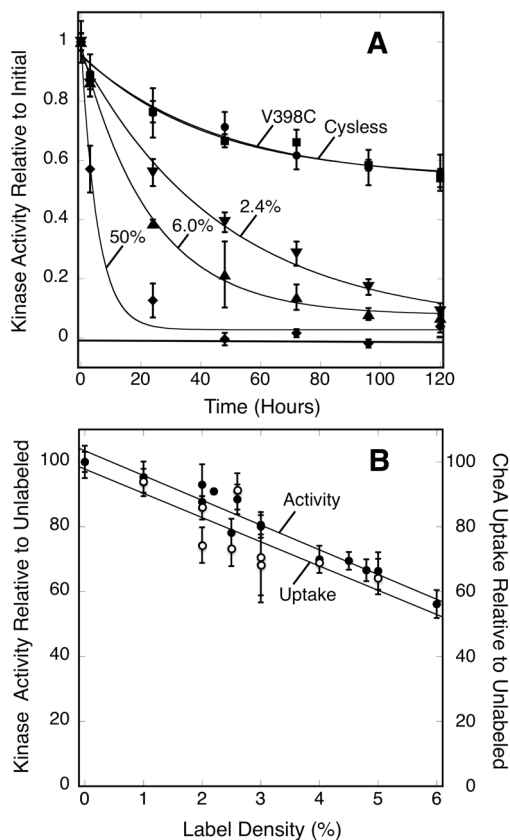 A
Kinase Activity Relative to Initial
1
0.8
0.6
0.4
0.2
0
V398C
Cysless
2.4%
6.0%
50%
0 20 40 60 80 100 120
Time (Hours)
B
Kinase Activity Relative to Unlabeled
100
80
60
40
20
0
Activity
Uptake
100
80
60
40
20
0
CheA Uptake Relative to Unlabeled
0 1 2 3 4 5 6
Label Density (%)